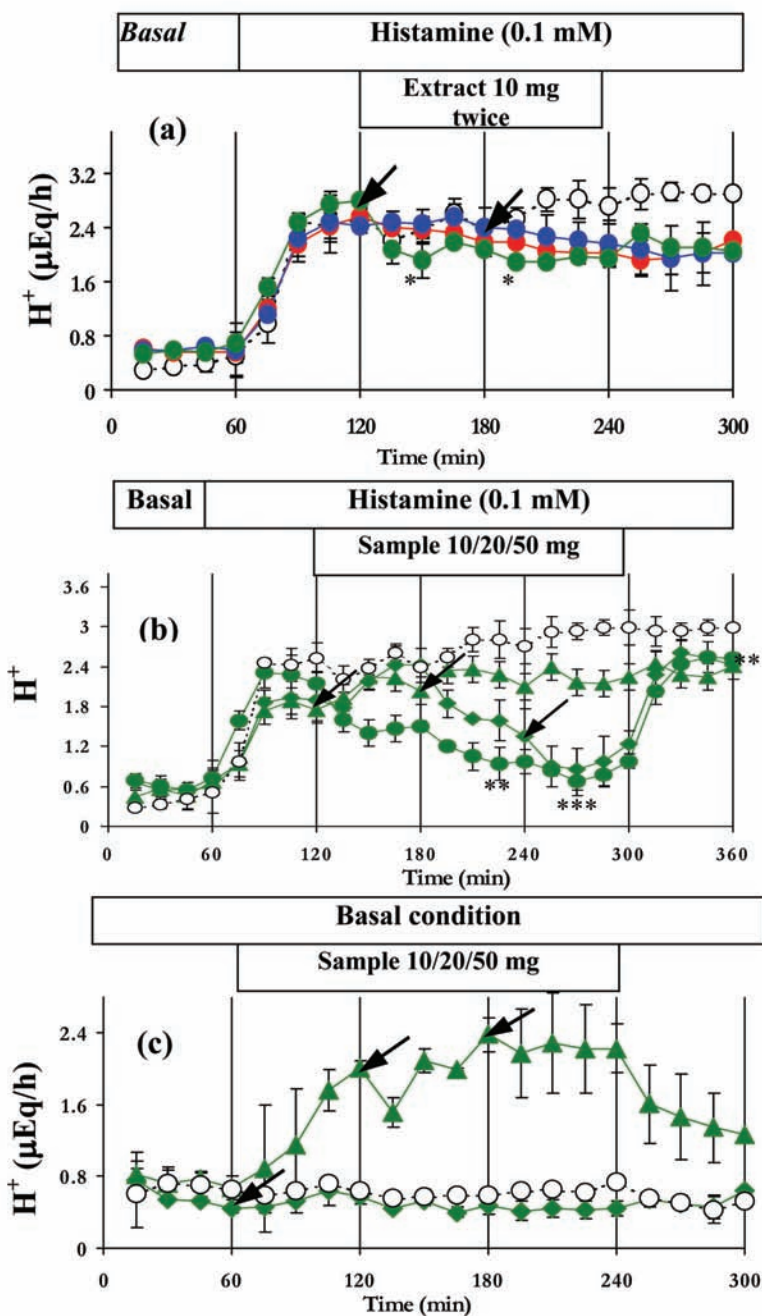 Basal Histamine (0.1 mM)
Extract 10 mg
twice
(a)
3.2
2.4
1.6
0.8
0
H+ (µEq/h)
* *
0 60 120 180 240 300
Time (min)
Basal Histamine (0.1 mM)
Sample 10/20/50 mg
(b)
3.6
3
2.4
1.8
1.2
0.6
0
H+
**
** ***
0 60 120 180 240 300 360
Time (min)
Basal condition
Sample 10/20/50 mg
(c)
2.4
1.6
0.8
0
H+ (µEq/h)
0 60 120 180 240 300
Time (min)